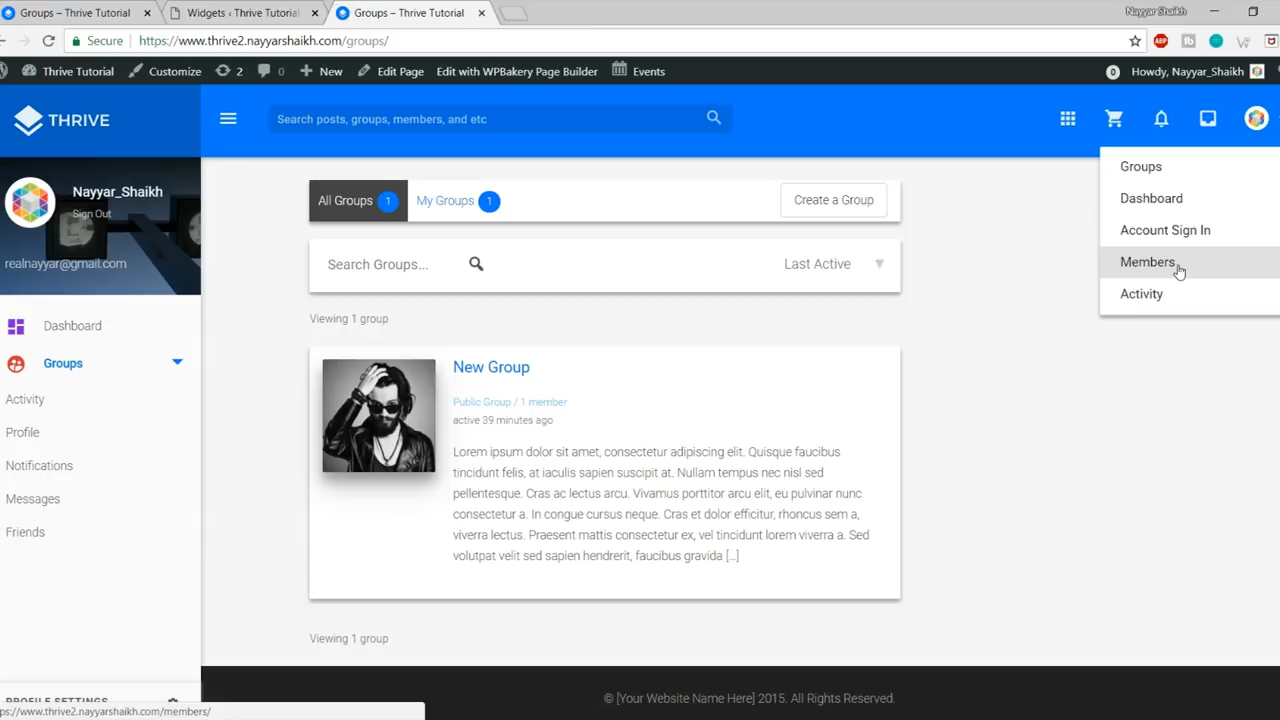 Groups – Thrive Tutorial
Widgets ‹ Thrive Tutorial
Groups – Thrive Tutorial
Nayyar Shaikh
Secure
https://www.thrive2.nayyarshaikh.com/groups/
ABP
Thrive Tutorial
Customize
2
0
New
Edit Page
Edit with WPBakery Page Builder
Events
0
Howdy, Nayyar_Shaikh
THRIVE
Search posts, groups, members, and etc
Nayyar_Shaikh
Sign Out
realnayyar@gmail.com
Dashboard
Groups
Activity
Profile
Notifications
Messages
Friends
PROFILE SETTINGS
ps://www.thrive2.nayyarshaikh.com/members/
All Groups 1
My Groups 1
Create a Group
Search Groups...
Last Active
Viewing 1 group
New Group
Public Group / 1 member
active 39 minutes ago
Lorem ipsum dolor sit amet, consectetur adipiscing elit. Quisque faucibus
tincidunt felis, at iaculis sapien suscipit at. Nullam tempus nec nisl sed
pellentesque. Cras ac lectus arcu. Vivamus porttitor arcu elit, eu pulvinar nunc
consectetur a. In congue cursus neque. Cras et dolor efficitur, rhoncus sem a,
viverra lectus. Praesent mattis consectetur ex, vel tincidunt lorem viverra a. Sed
volutpat velit sed sapien hendrerit, faucibus gravida [...]
Viewing 1 group
Groups
Dashboard
Account Sign In
Members
Activity
© [Your Website Name Here] 2015. All Rights Reserved.